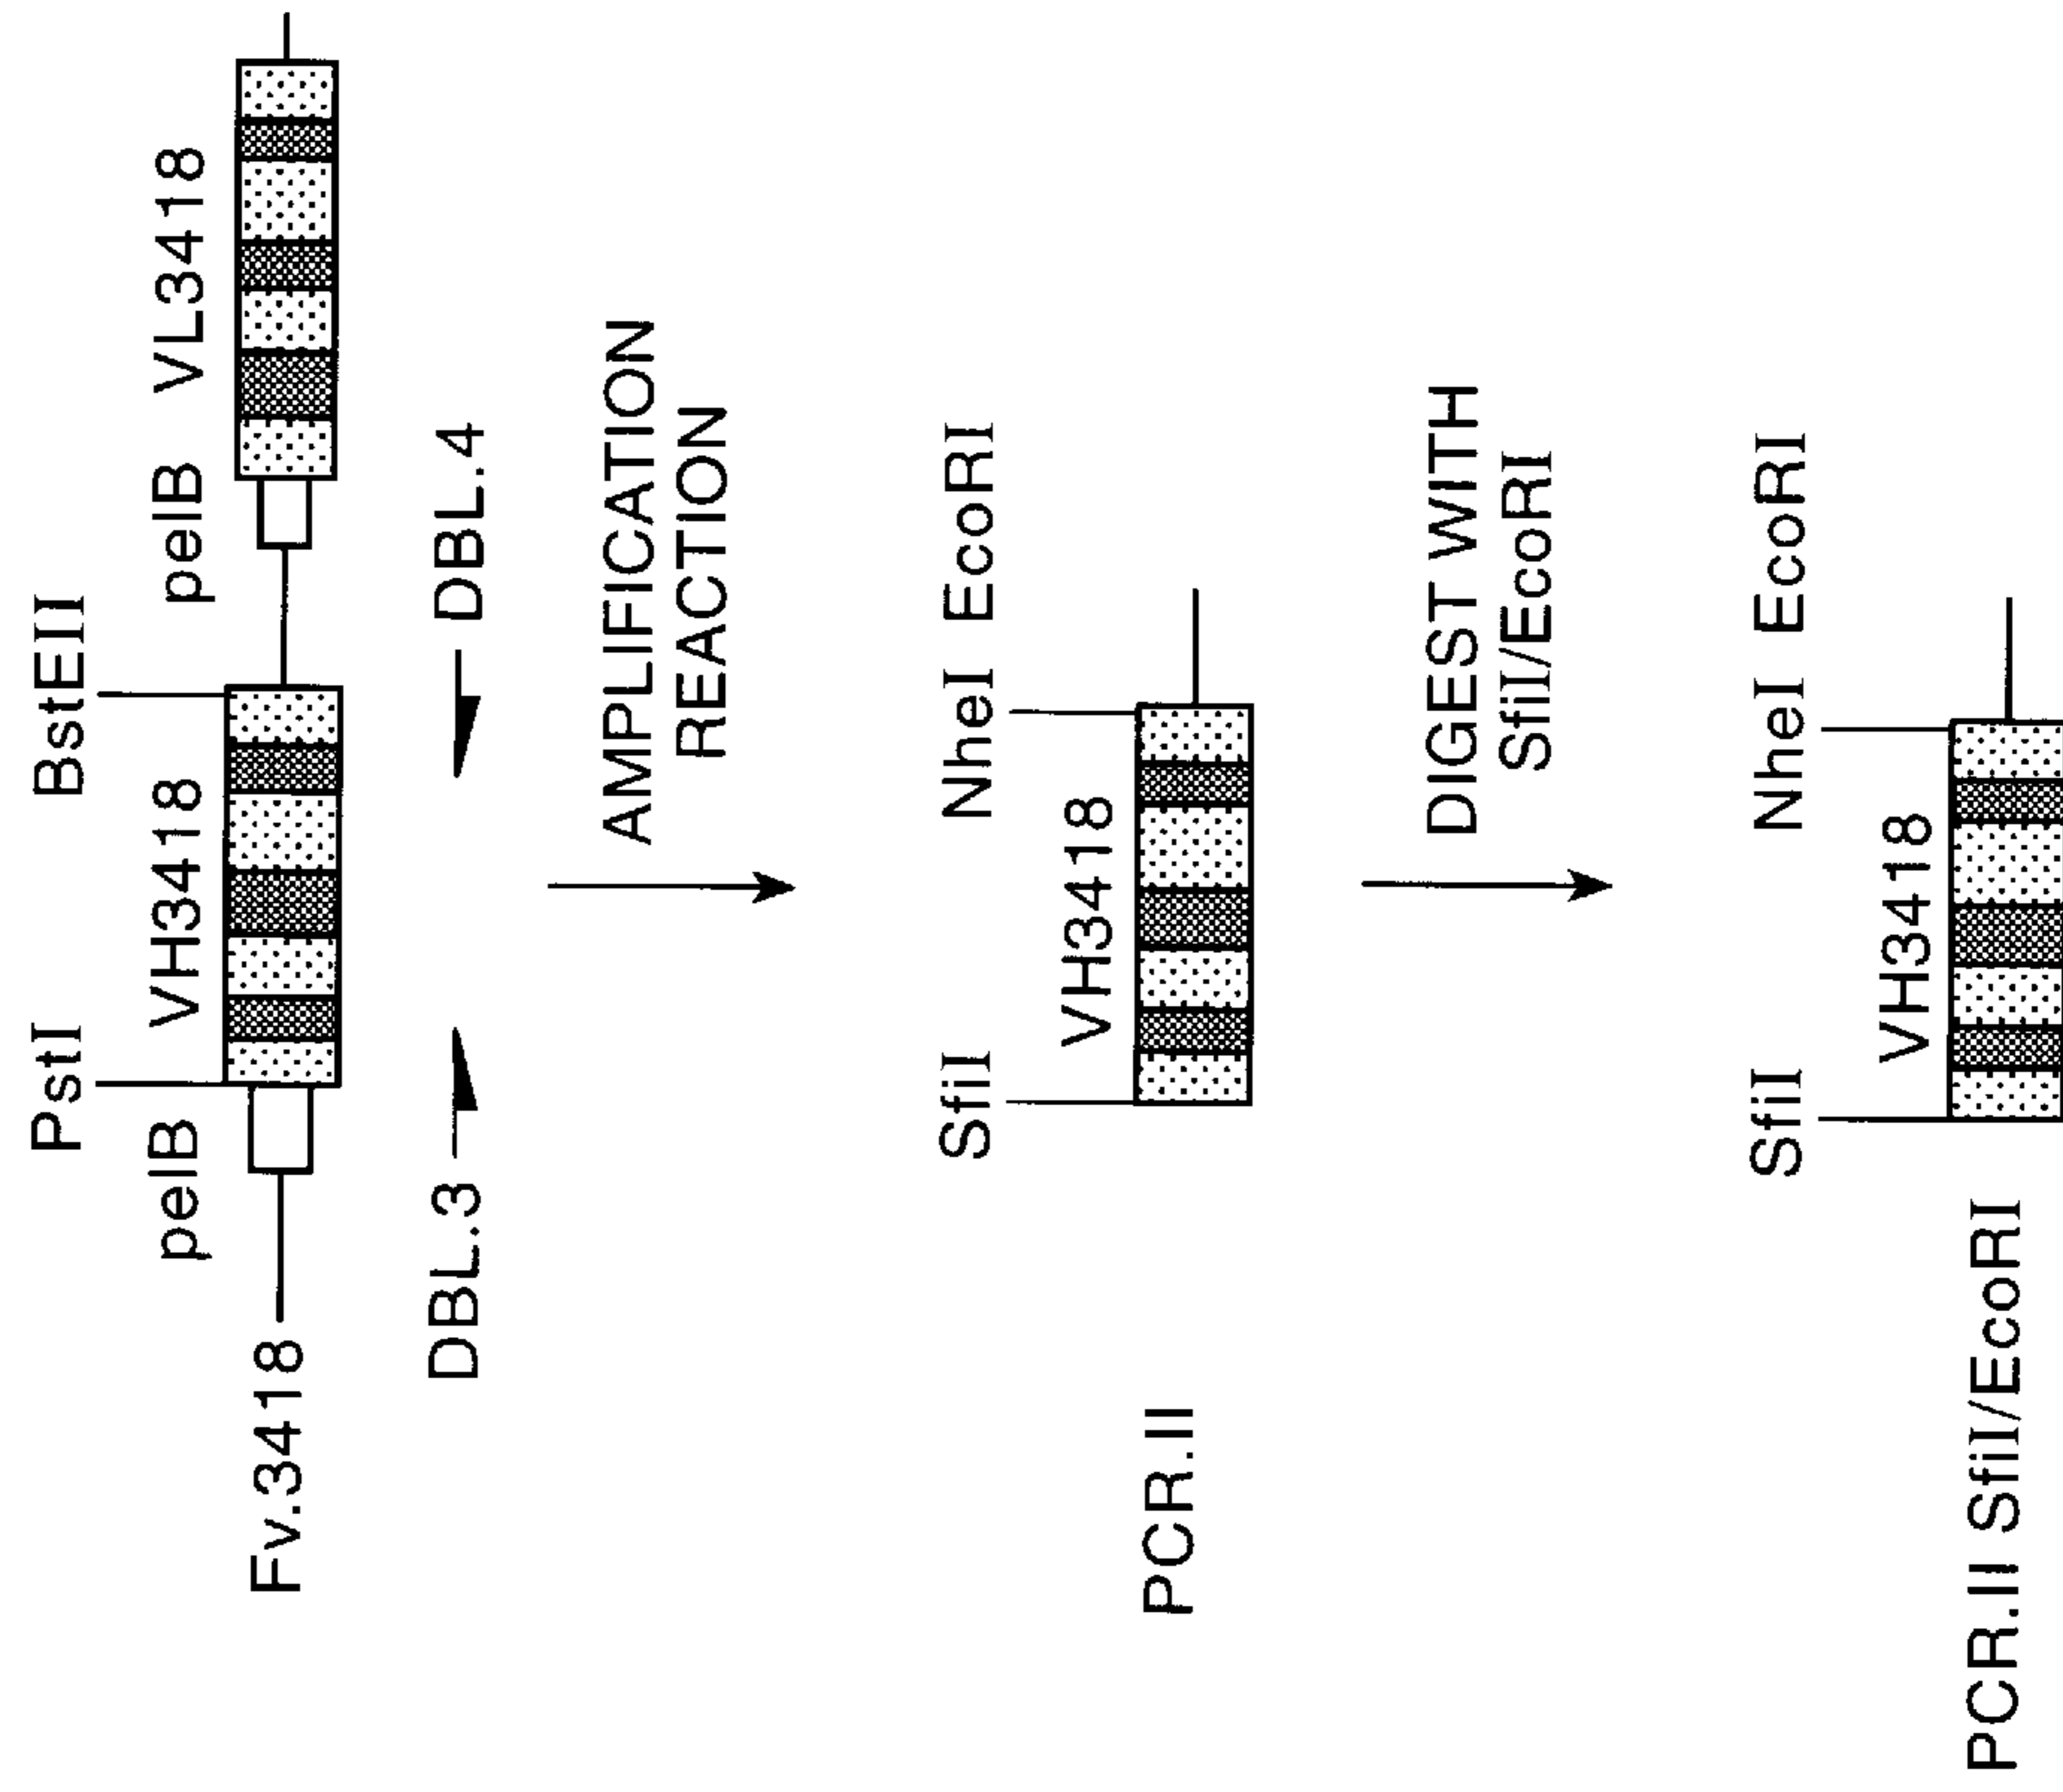 PstI BstEII
pelB VH3418 pelB VL3418
Fv.3418
DBL.3 DBL.4
AMPLIFICATION
REACTION
SfiI NheI EcoRI
VH3418
PCR.II
DIGEST WITH
SfiI/EcoRI
SfiI NheI EcoRI
VH3418
PCR.II SfiI/EcoRI